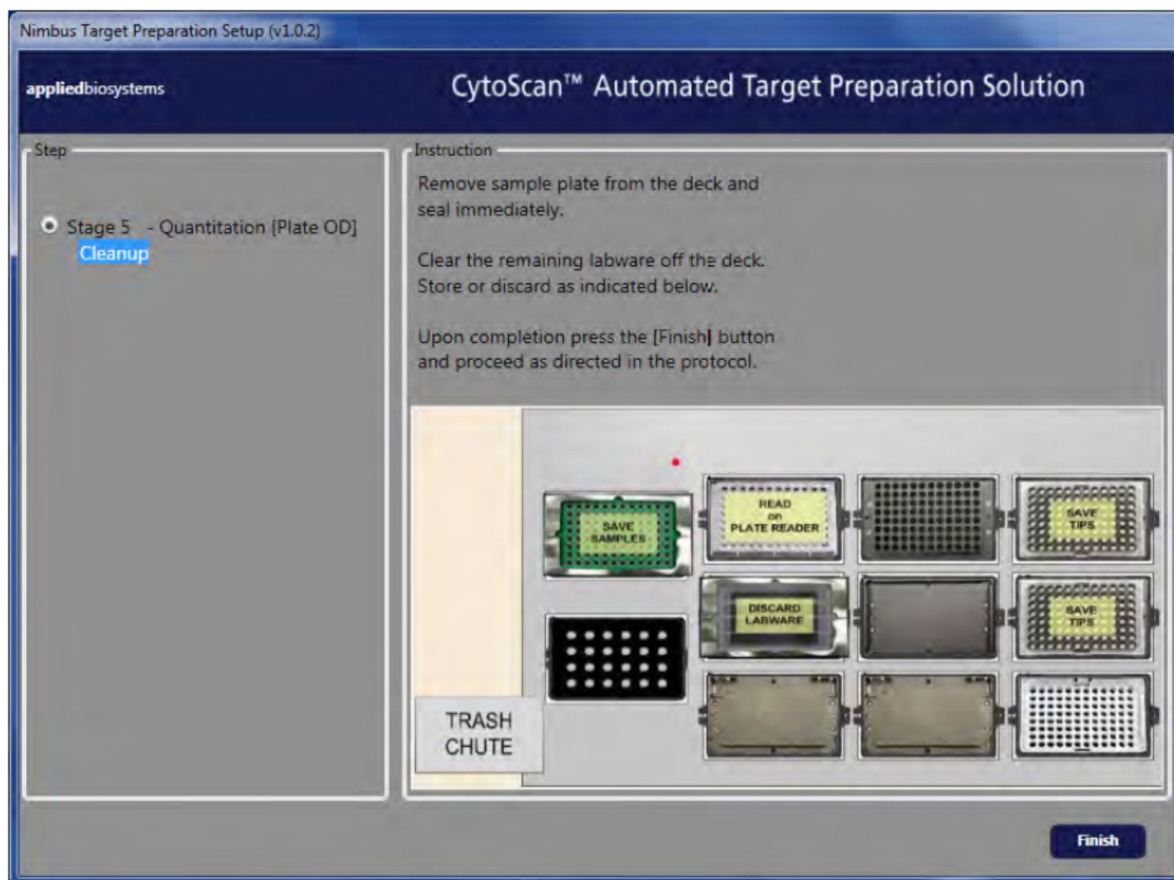 Nimbus Target Preparation Setup (v1.0.2)
appliedbiosystems
CytoScan™ Automated Target Preparation Solution
Step
Stage 5 - Quantitation [Plate OD]
Cleanup
Instruction
Remove sample plate from the deck and
seal immediately.
Clear the remaining labware off the deck.
Store or discard as indicated below.
Upon completion press the [Finish] button
and proceed as directed in the protocol.
SAVE
SAMPLES
READ
on
PLATE READER
SAVE
TIPS
DISCARD
LABWARE
SAVE
TIPS
TRASH
CHUTE
Finish